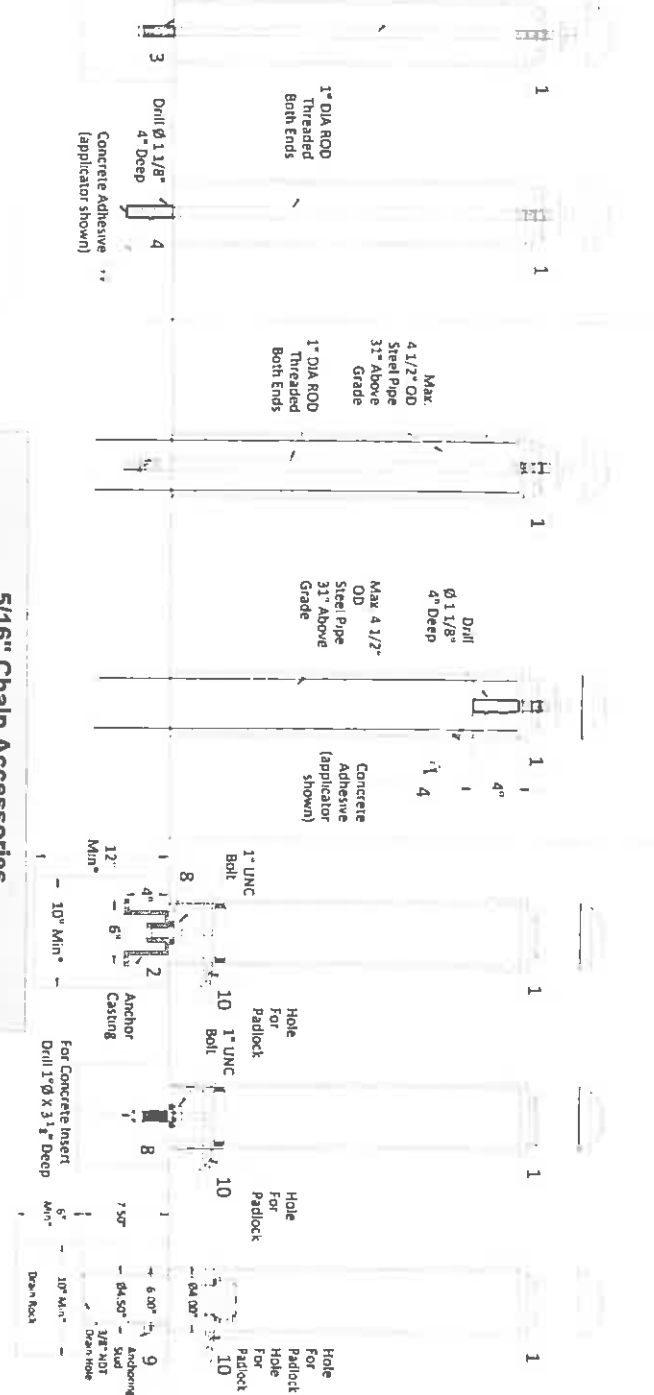 3
1
1" DIA ROD
Threaded
Both Ends
Drill Ø 1 1/8"
4" Deep
Concrete Adhesive
(applicator shown)
4
1
Max.
4 1/2" OD
Steel Pipe
31" Above
Grade
1" DIA ROD
Threaded
Both Ends
1
Drill
Ø 1 1/8"
4" Deep
Max 4 1/2"
OD
Steel Pipe
31" Above
Grade
1
4"
4
Concrete
Adhesive
(applicator
shown)
1
1" UNC
Bolt
8
12"
Min*
4"
6"
10" Min*
2
Anchor
Casting
10
Hole
For
Padlock
1
1" UNC
Bolt
8
For Concrete Insert
10
Hole
For
Padlock
1
7.50"
6"
Min*
Ø4.00"
6.00"
Ø4.50"
9
Anchoring
Stud
Drain Hole
10" Min*
Drain Rock
10
Hole
For
Padlock
Hole
For
Padlock
5/16" Chain Accessories